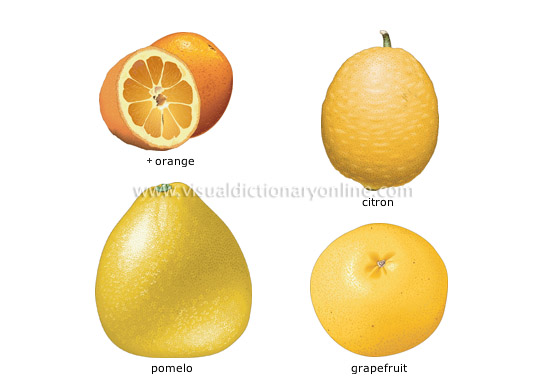 + orange
citron
www.visualdictionaryonline.com
pomelo
grapefruit